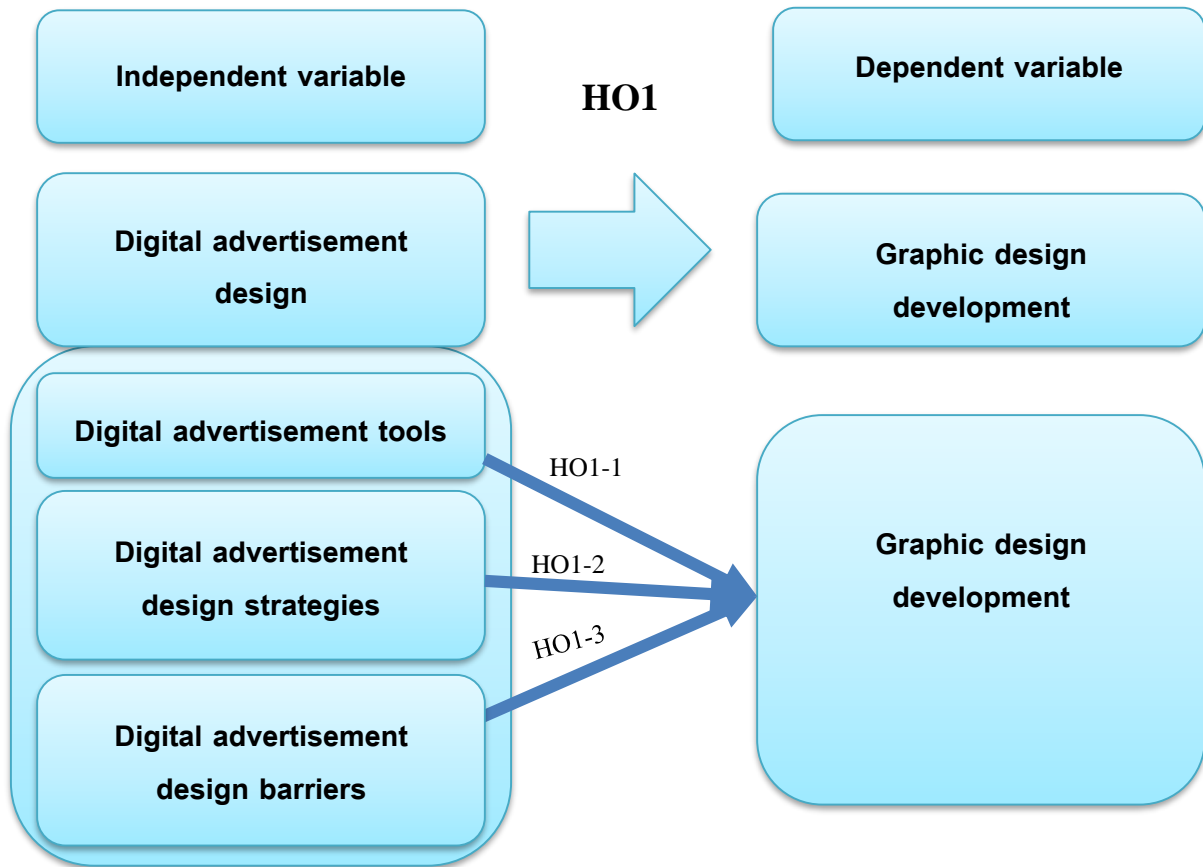 Independent variable
HO1
Dependent variable
Digital advertisement
design
Graphic design
development
Digital advertisement tools
HO1-1
Digital advertisement
design strategies
HO1-2
Graphic design
development
HO1-3
Digital advertisement
design barriers